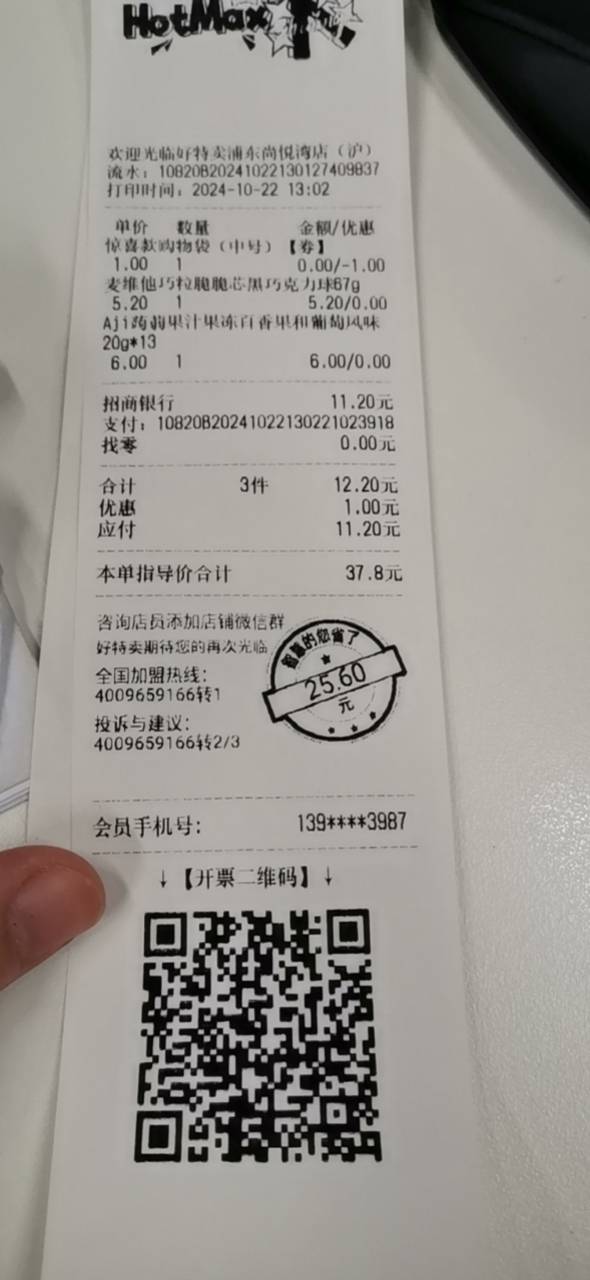 HotMaxx
欢迎光临好特卖浦东尚悦湾店（沪）
流水：10820B20241022130127409837
打印时间：2024-10-22 13:02
单价 数量 金额/优惠
惊喜款购物袋（中号）【券】
1.00 1 0.00/-1.00
麦维他巧粒脆脆芯黑巧克力球67g
5.20 1 5.20/0.00
Aji蒟蒻果汁果冻百香果和葡萄风味
20g*13
6.00 1 6.00/0.00
招商银行 11.20元
支付：10820B20241022130221023918
找零 0.00元
合计 3件 12.20元
优惠 1.00元
应付 11.20元
本单指导价合计 37.8元
咨询店员添加店铺微信群
好特卖期待您的再次光临
全国加盟热线：
4009659166转1
投诉与建议：
4009659166转2/3
智慧的您省了
25.60
元
会员手机号： 139****3987
↓【开票二维码】↓